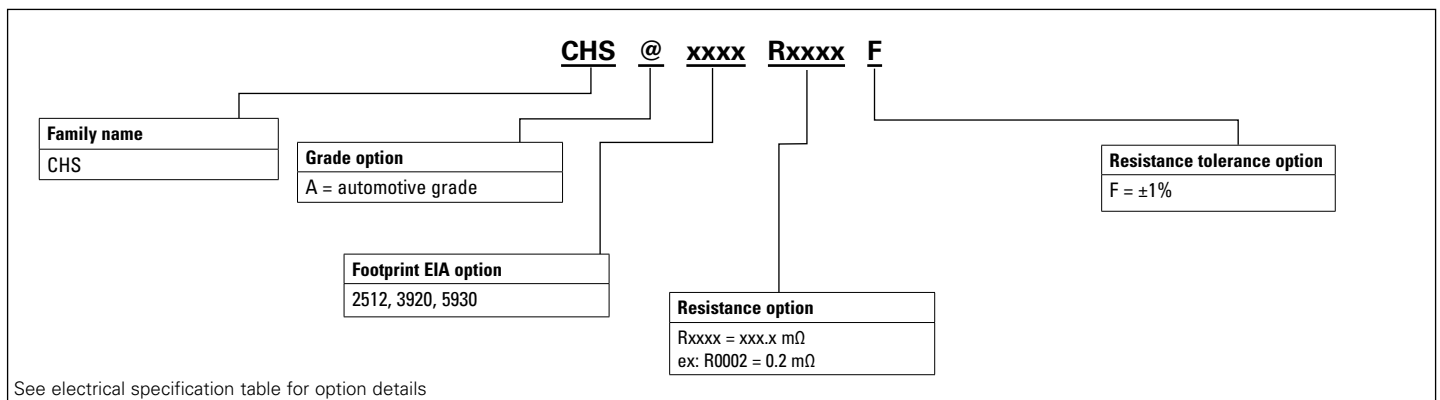 CHS @ xxxx Rxxxx F
Family name
CHS
Grade option
A = automotive grade
Footprint EIA option
2512, 3920, 5930
Resistance option
Rxxxx = xxx.x mΩ
ex: R0002 = 0.2 mΩ
Resistance tolerance option
F = ±1%
See electrical specification table for option details